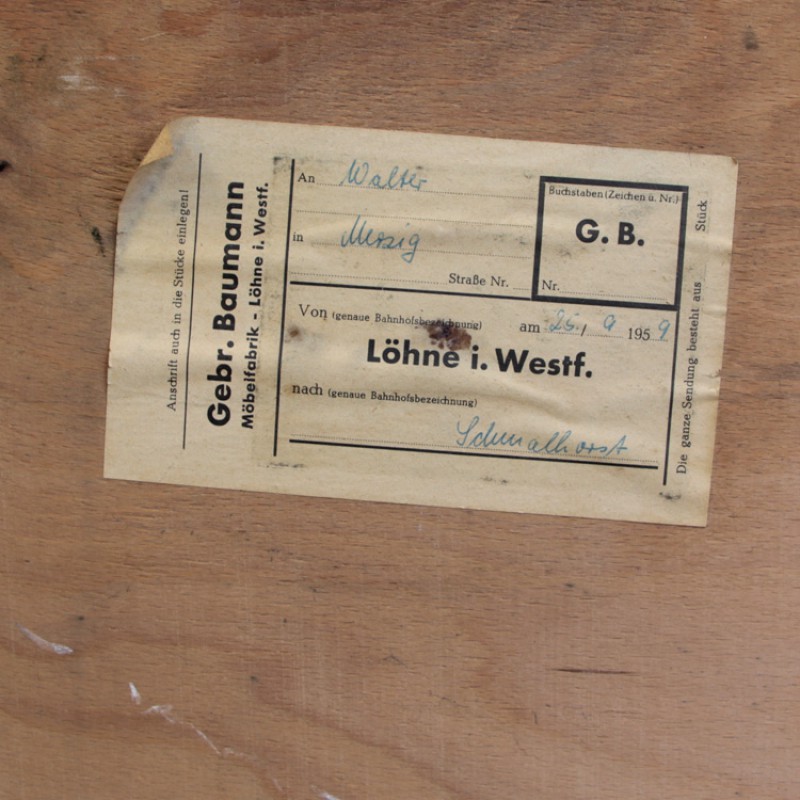 Anschrift auch in die Stücke einlegen!
Gebr. Baumann
Möbelfabrik - Löhne i. Westf.
An Walter
in Merzig
Straße Nr.
Buchstaben (Zeichen u. Nr.)
G. B.
Nr.
Von (genaue Bahnhofsbezeichnung) am 25. 9 1959
Löhne i. Westf.
nach (genaue Bahnhofsbezeichnung)
Schmalhorst
Die ganze Sendung besteht aus Stück